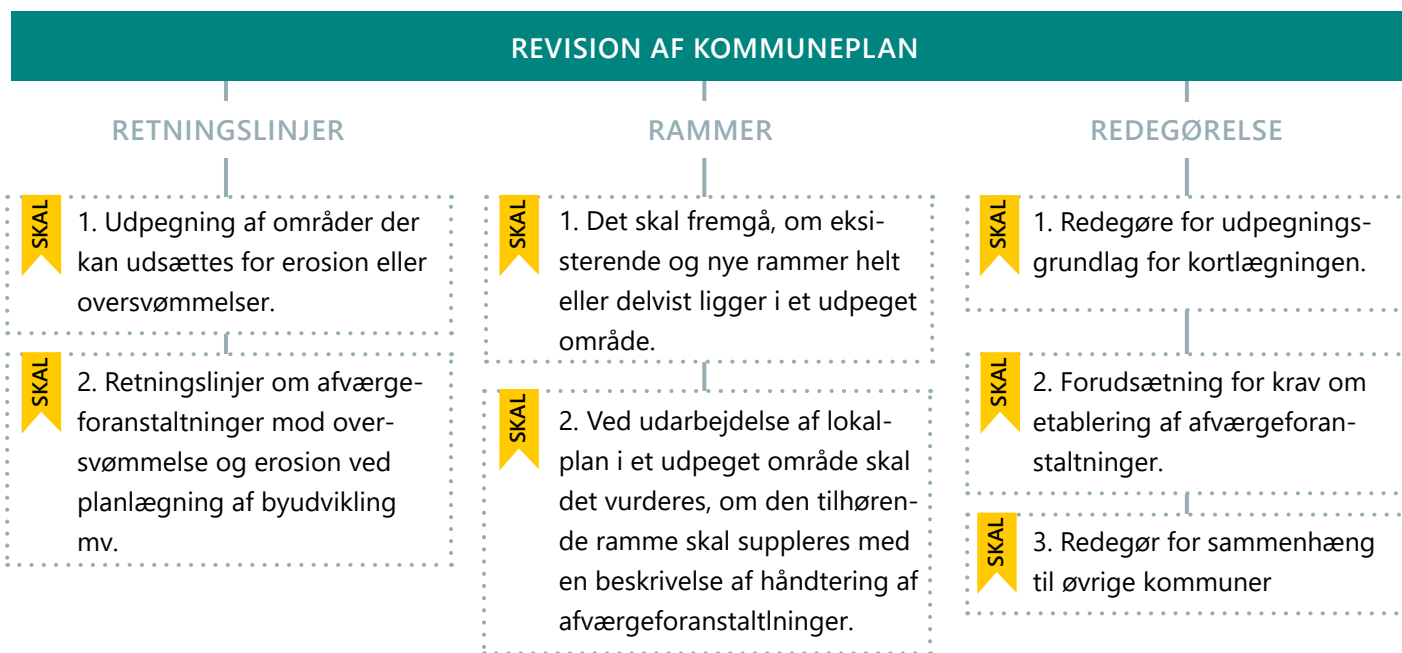 REVISION AF KOMMUNEPLAN
RETNINGSLINJER
SKAL
1. Udpegning af områder der
kan udsættes for erosion eller
oversvømmelser.
SKAL
2. Retningslinjer om afværge-
foranstaltninger mod over-
svømmelse og erosion ved
planlægning af byudvikling
mv.
RAMMER
SKAL
1. Det skal fremgå, om eksi-
sterende og nye rammer helt
eller delvist ligger i et udpeget
område.
SKAL
2. Ved udarbejdelse af lokal-
plan i et udpeget område skal
det vurderes, om den tilhøren-
de ramme skal suppleres med
en beskrivelse af håndtering af
afværgeforanstaltlninger.
REDEGØRELSE
SKAL
1. Redegøre for udpegnings-
grundlag for kortlægningen.
SKAL
2. Forudsætning for krav om
etablering af afværgeforan-
staltninger.
SKAL
3. Redegør for sammenhæng
til øvrige kommuner